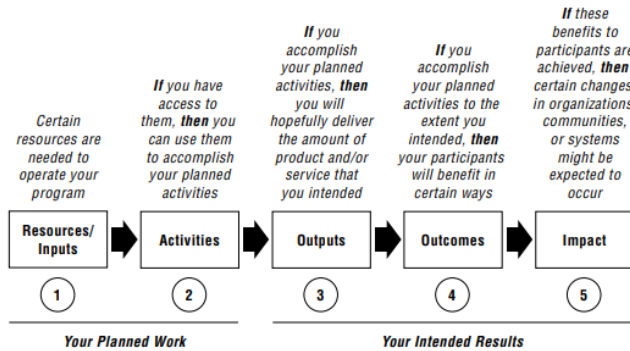 Certain
resources are
needed to
operate your
program
If you have
access to
them, then you
can use them
to accomplish
your planned
activities
If you
accomplish
your planned
activities, then
you will
hopefully deliver
the amount of
product and/or
service that
you intended
If you
accomplish
your planned
activities to the
extent you
intended, then
your participants
will benefit in
certain ways
If these
benefits to
participants are
achieved, then
certain changes
in organizations
communities,
or systems
might be
expected to
occur
Resources/
Inputs
Activities
Outputs
Outcomes
Impact
1
2
3
4
5
Your Planned Work
Your Intended Results